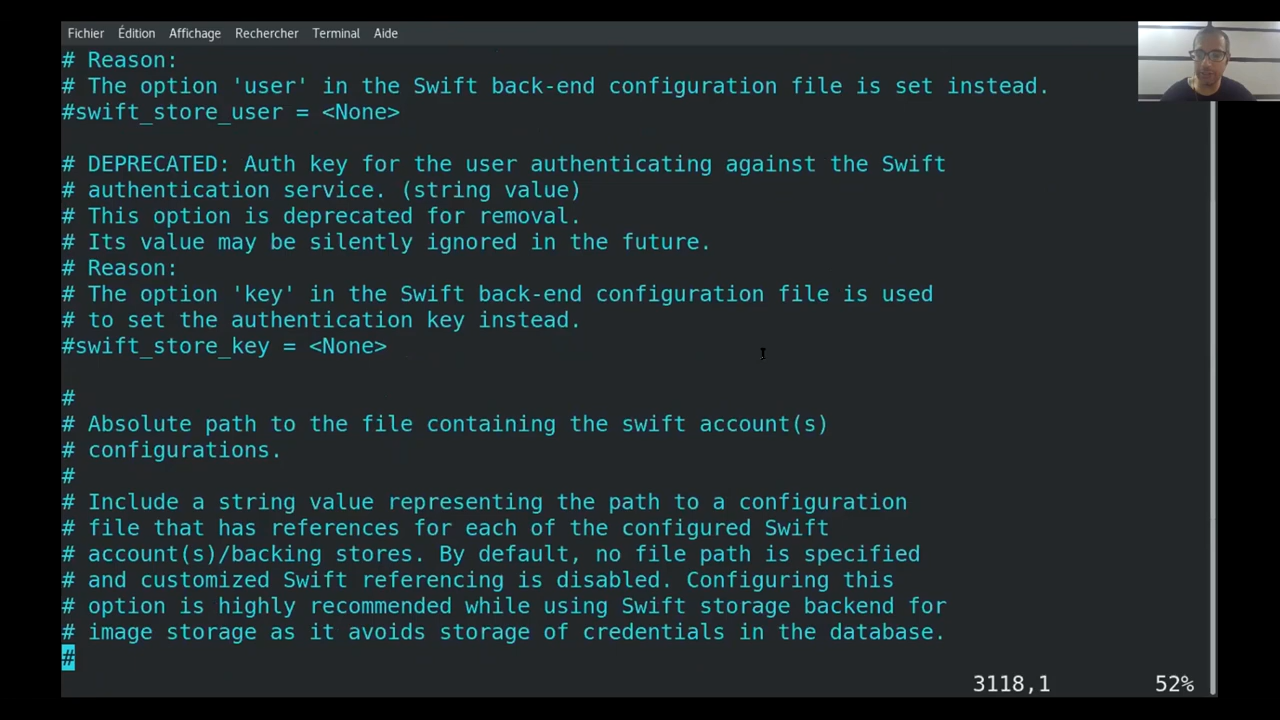 Fichier Édition Affichage Rechercher Terminal Aide
# Reason:
# The option 'user' in the Swift back-end configuration file is set instead.
#swift_store_user = <None>
# DEPRECATED: Auth key for the user authenticating against the Swift
# authentication service. (string value)
# This option is deprecated for removal.
# Its value may be silently ignored in the future.
# Reason:
# The option 'key' in the Swift back-end configuration file is used
# to set the authentication key instead.
#swift_store_key = <None>
#
# Absolute path to the file containing the swift account(s)
# configurations.
#
# Include a string value representing the path to a configuration
# file that has references for each of the configured Swift
# account(s)/backing stores. By default, no file path is specified
# and customized Swift referencing is disabled. Configuring this
# option is highly recommended while using Swift storage backend for
# image storage as it avoids storage of credentials in the database.
#
3118,1 52%